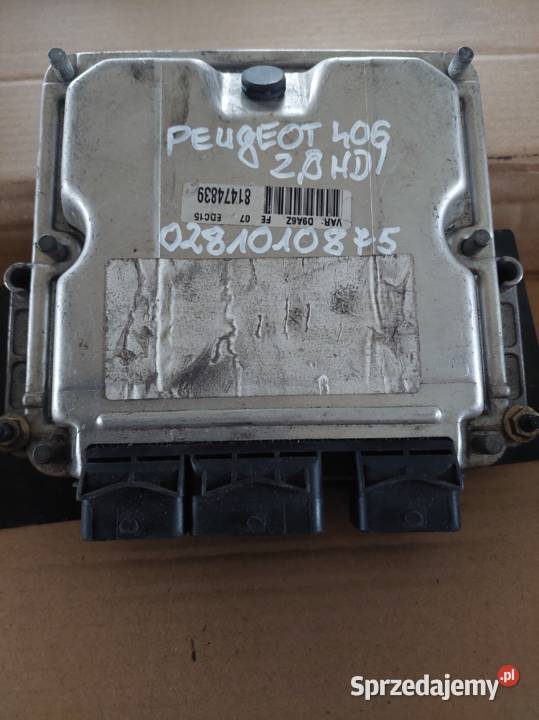 PEUGEOT 406
2,0 HDI
81474839
EDC15
FE 07
VAR: D9A6Z
0281010875
Sprzedajemy.pl